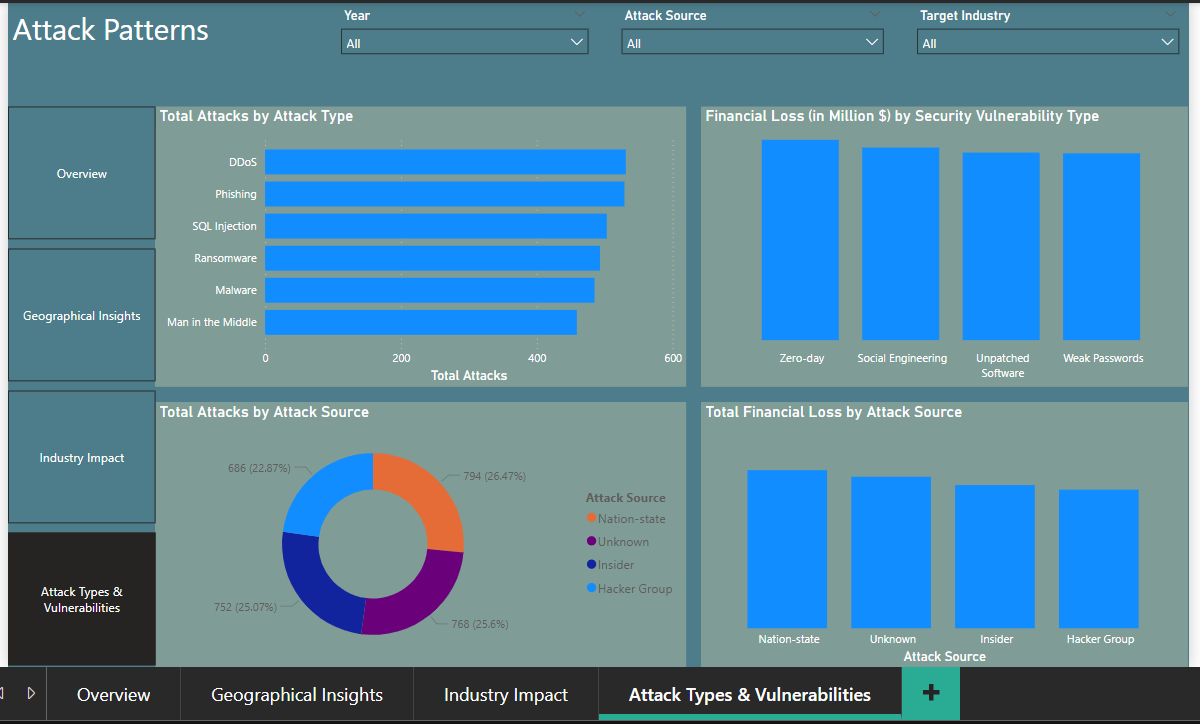 Attack Patterns
Year
All
Attack Source
All
Target Industry
All
Overview
Geographical Insights
Industry Impact
Attack Types &
Vulnerabilities
Total Attacks by Attack Type
DDoS
Phishing
SQL Injection
Ransomware
Malware
Man in the Middle
0
200
400
600
Total Attacks
Financial Loss (in Million $) by Security Vulnerability Type
Zero-day
Social Engineering
Unpatched
Software
Weak Passwords
Total Attacks by Attack Source
686 (22.87%)
794 (26.47%)
752 (25.07%)
768 (25.6%)
Attack Source
Nation-state
Unknown
Insider
Hacker Group
Total Financial Loss by Attack Source
Nation-state
Unknown
Insider
Hacker Group
Attack Source
Overview
Geographical Insights
Industry Impact
Attack Types & Vulnerabilities
+